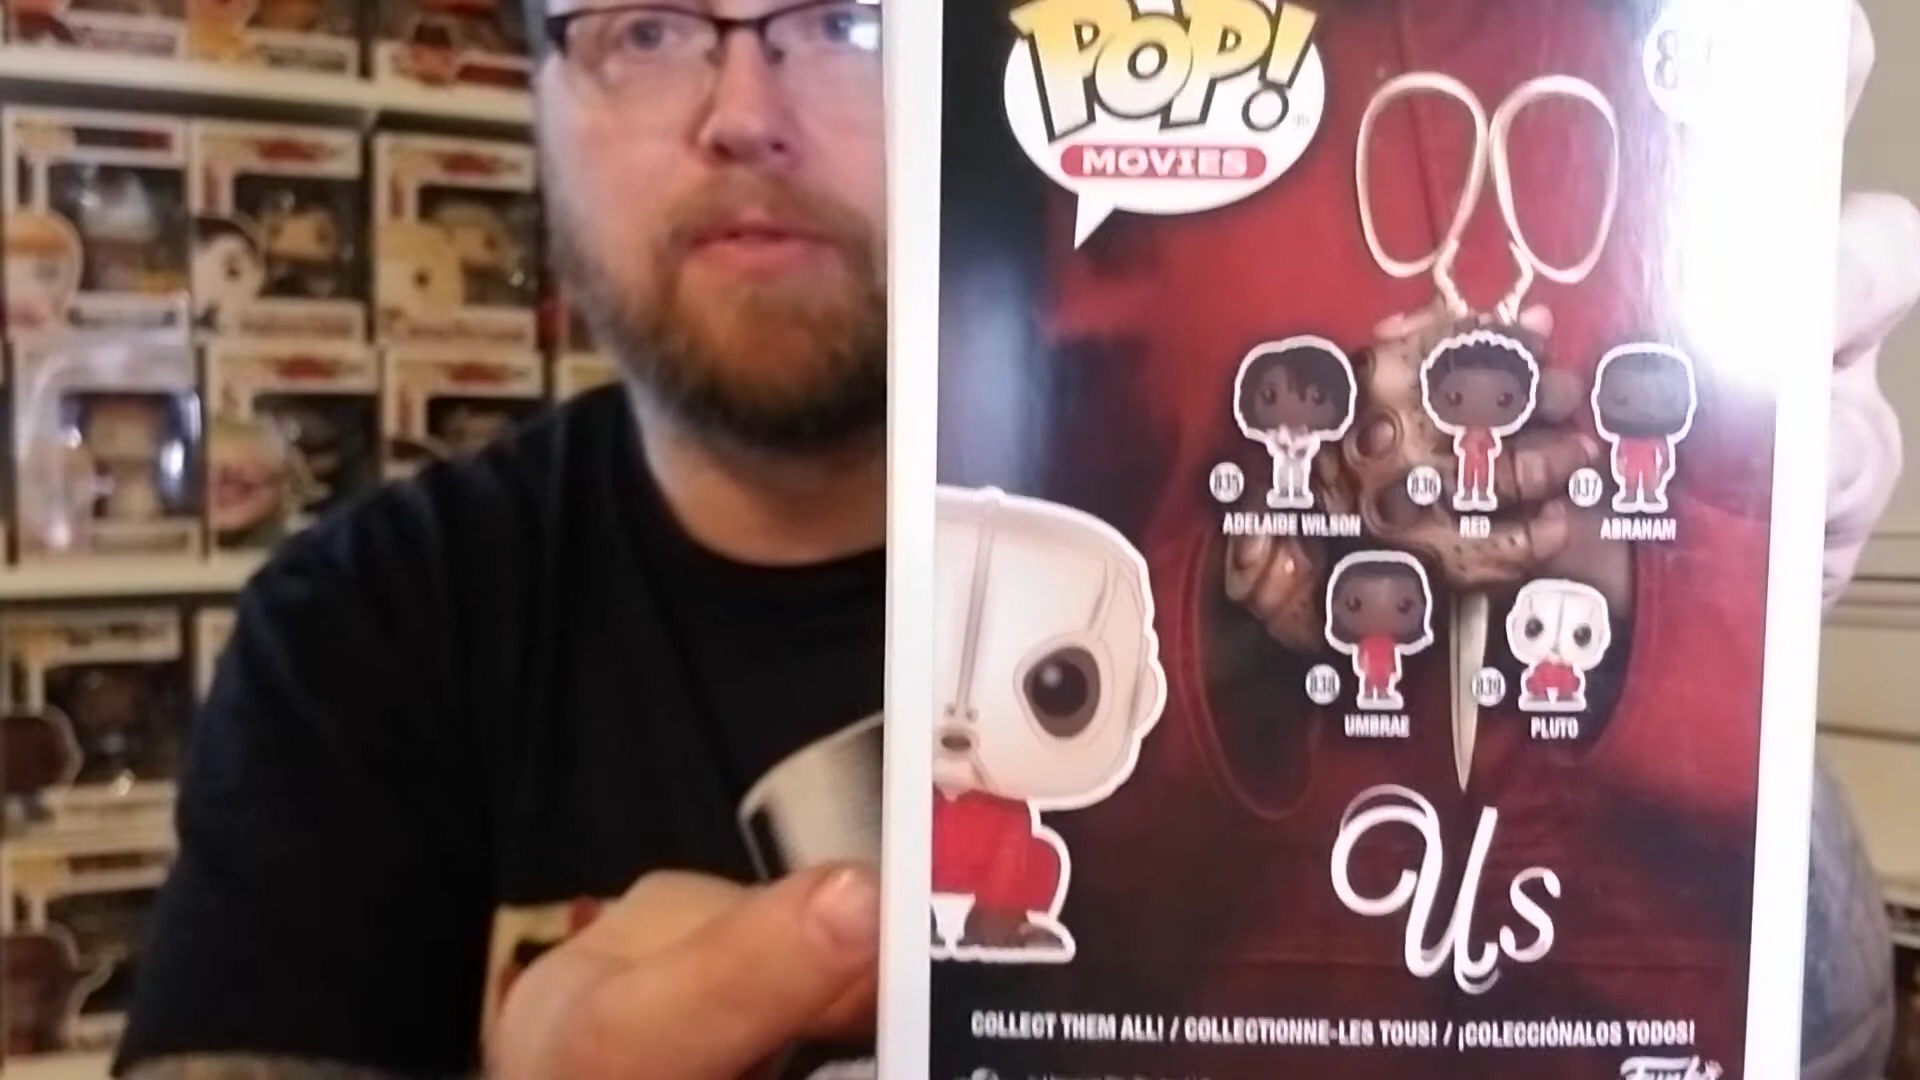 POP!
MOVIES
835
ADELAIDE WILSON
836
RED
837
ABRAHAM
838
UMBRAE
839
PLUTO
Us
COLLECT THEM ALL! / COLLECTIONNE-LES TOUS! / ¡COLECCIÓNALOS TODOS!
Funko